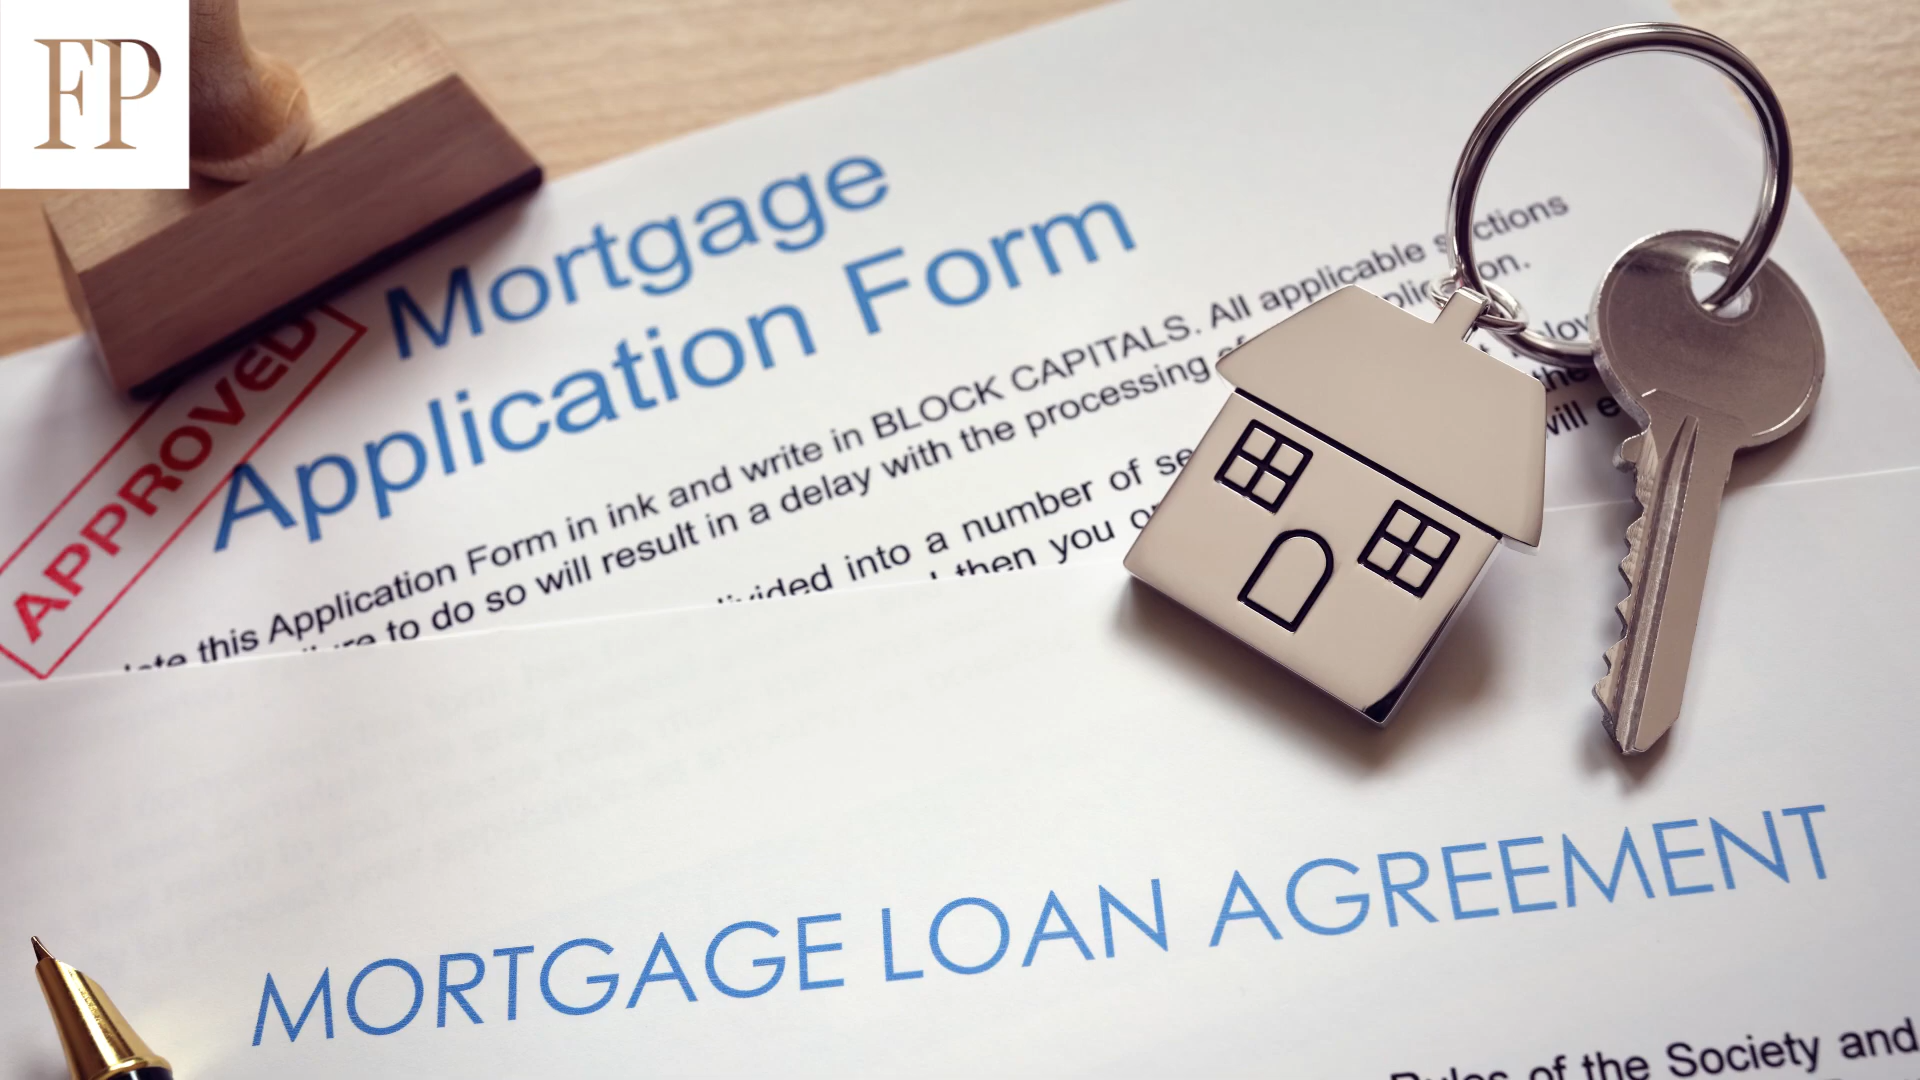 FP
APPROVED
Mortgage
Application Form
this Application Form in ink and write in BLOCK CAPITALS. All applicable
to do so will result in a delay with the processing
into a number of
then you
MORTGAGE LOAN AGREEMENT
of the Society and